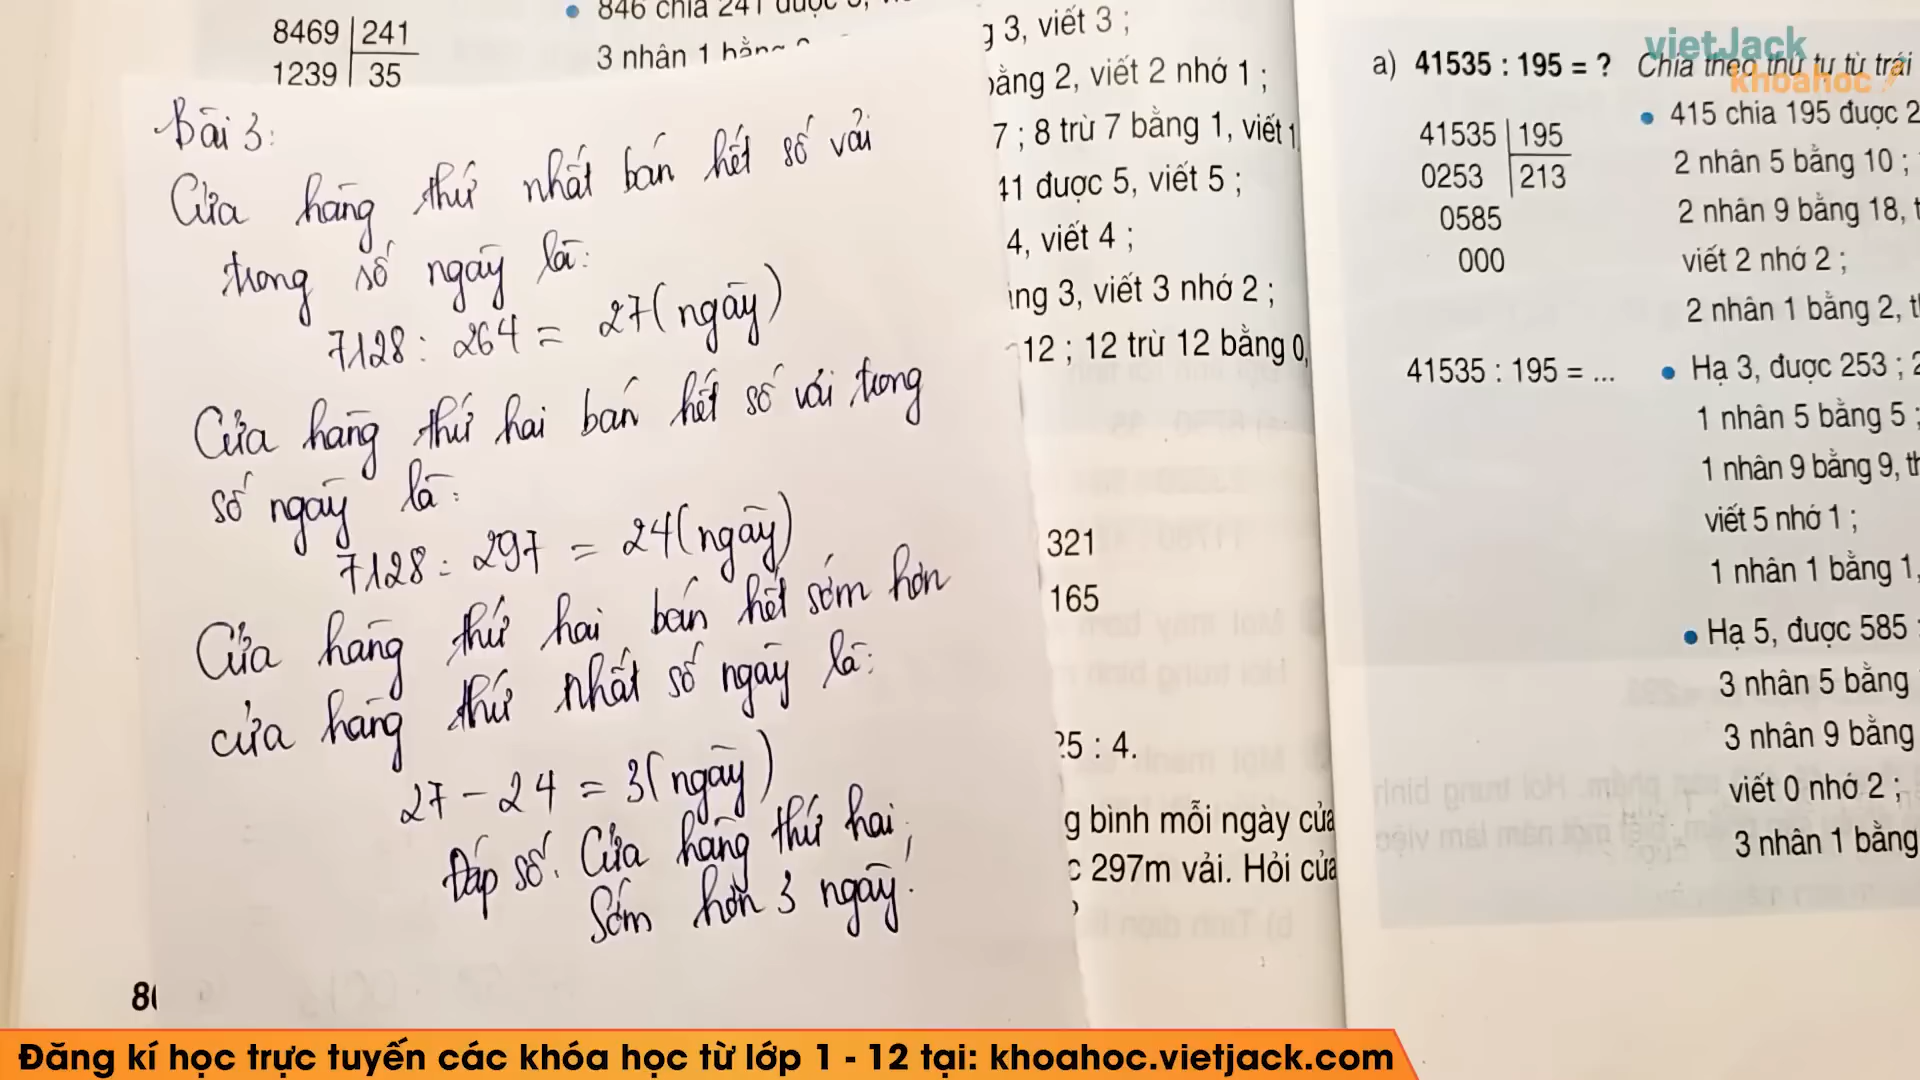 8469 241
1239 35
846 chia 241 được
3 nhân 1 bằng
Bài 3:
Cửa hàng thứ nhất bán hết số vải
trong số ngày là:
7128 : 264 = 27 (ngày)
Cửa hàng thứ hai bán hết số vải trong
số ngày là:
7128 : 297 = 24 (ngày)
Cửa hàng thứ hai bán hết sớm hơn
cửa hàng thứ nhất số ngày là:
27 - 24 = 3 (ngày)
Đáp số: Cửa hàng thứ hai,
sớm hơn 3 ngày!
80
g 3, viết 3 ;
bằng 2, viết 2 nhớ 1 ;
7 ; 8 trừ 7 bằng 1, viết 1
41 được 5, viết 5 ;
4, viết 4 ;
ng 3, viết 3 nhớ 2 ;
12 ; 12 trừ 12 bằng 0,
321
165
25 : 4.
g bình mỗi ngày của
297m vải. Hỏi cửa
?
vietJack
khoahoc
a) 41535 : 195 = ? Chia theo thứ tự từ trái
41535 195
0253 213
0585
000
41535 : 195 = ...
• 415 chia 195 được 2
2 nhân 5 bằng 10 ;
2 nhân 9 bằng 18, t
viết 2 nhớ 2 ;
2 nhân 1 bằng 2, t
• Hạ 3, được 253 ; 2
1 nhân 5 bằng 5 ;
1 nhân 9 bằng 9, th
viết 5 nhớ 1 ;
1 nhân 1 bằng 1,
• Hạ 5, được 585 ;
3 nhân 5 bằng
3 nhân 9 bằng
viết 0 nhớ 2 ;
3 nhân 1 bằng
Đăng kí học trực tuyến các khóa học từ lớp 1 - 12 tại: khoahoc.vietjack.com